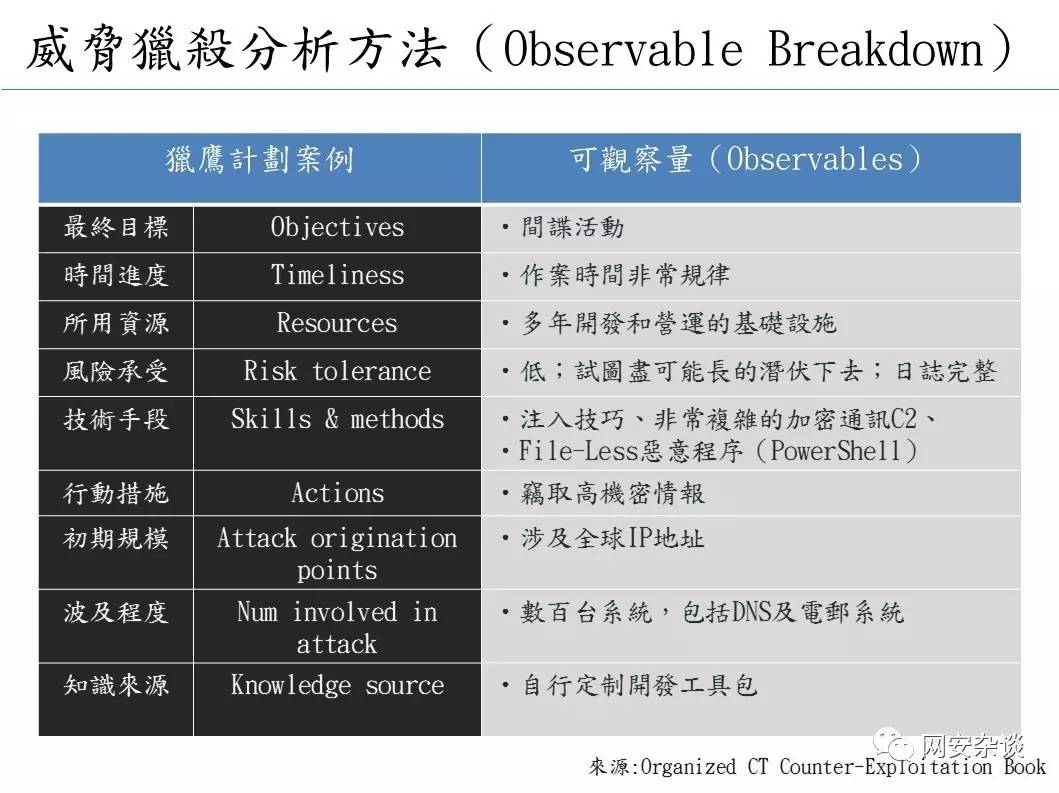 威脅獵殺分析方法（Observable Breakdown）
獵鷹計劃案例
可觀察量（Observables）
最終目標 Objectives ・間諜活動
時間進度 Timeliness ・作案時間非常規律
所用資源 Resources ・多年開發和營運的基礎設施
風險承受 Risk tolerance ・低；試圖盡可能長的潛伏下去；日誌完整
技術手段 Skills & methods ・注入技巧、非常複雜的加密通訊C2、
・File-Less惡意程序（PowerShell）
行動措施 Actions ・竊取高機密情報
初期規模 Attack origination ・涉及全球IP地址
points
波及程度 Num involved in ・數百台系統，包括DNS及電郵系統
attack
知識來源 Knowledge source ・自行定制開發工具包
网安杂谈
來源:Organized CT Counter-Exploitation Book